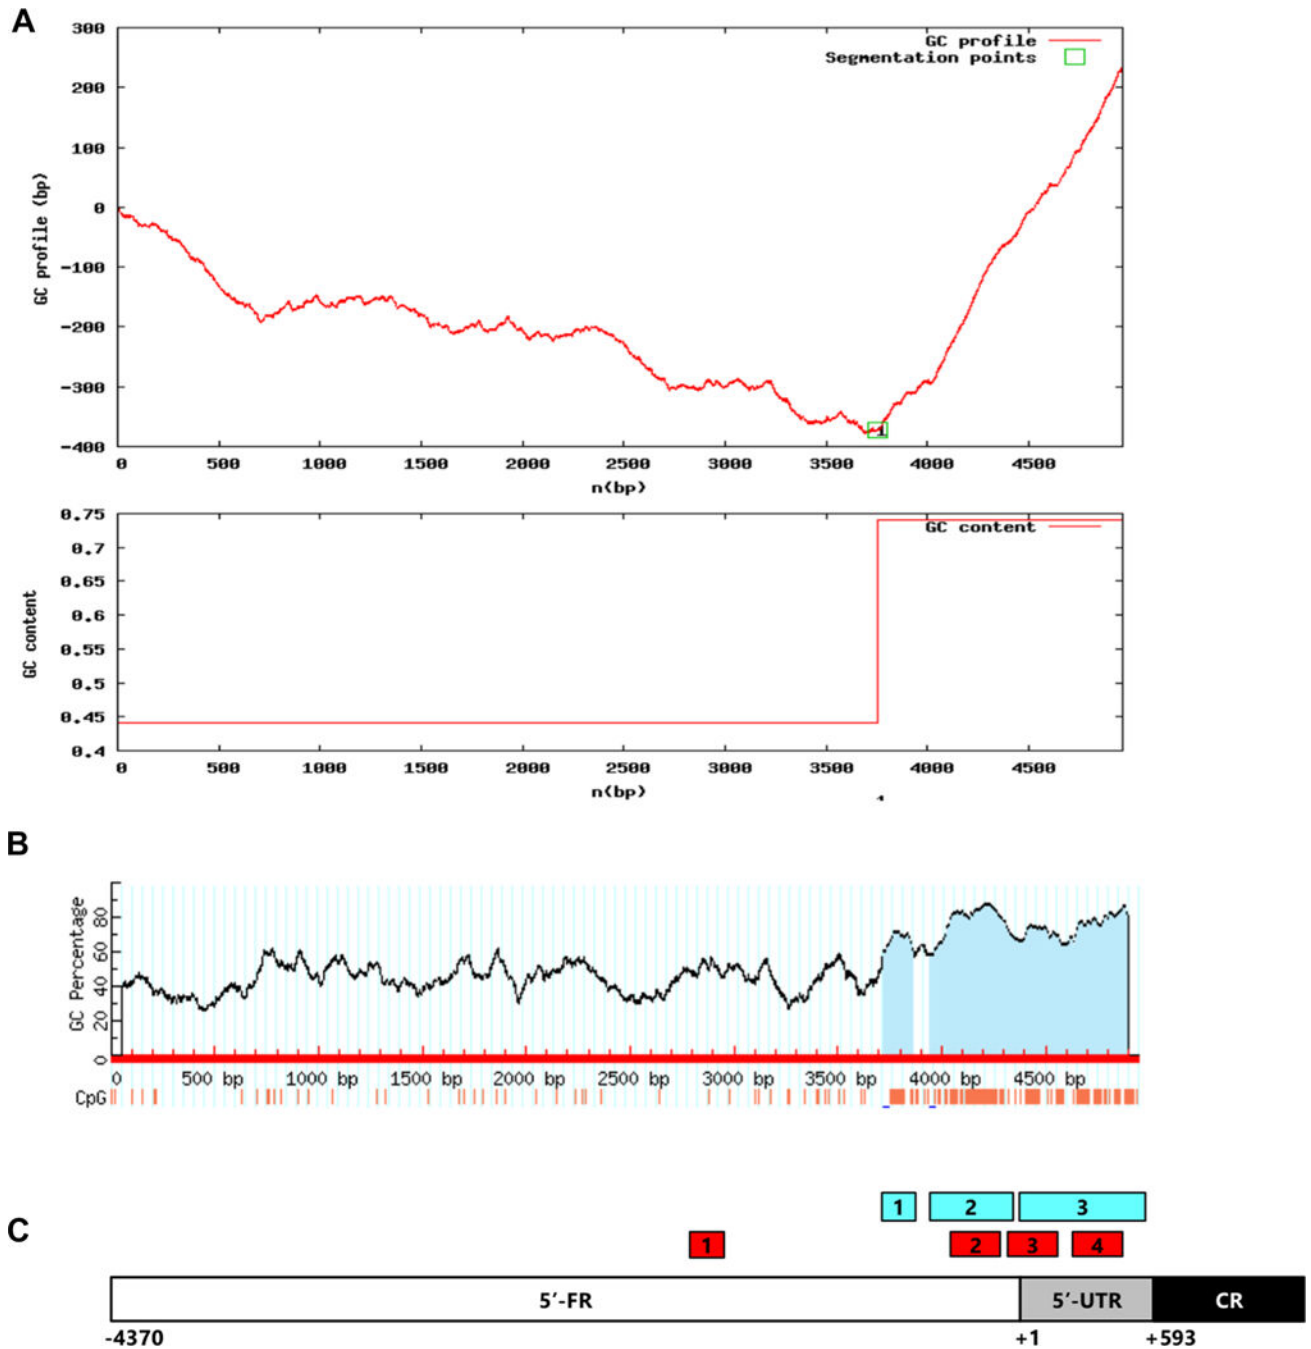 A
300
200
100
0
-100
-200
-300
-400
GC profile (bp)
GC profile
Segmentation points
1
0 500 1000 1500 2000 2500 3000 3500 4000 4500
n(bp)
0.75
0.7
0.65
0.6
0.55
0.5
0.45
0.4
GC content
GC content
0 500 1000 1500 2000 2500 3000 3500 4000 4500
n(bp)
B
GC Percentage
0 20 40 60 80
0 500 bp 1000 bp 1500 bp 2000 bp 2500 bp 3000 bp 3500 bp 4000 bp 4500 bp
CpG
1 2 3
C
1 2 3 4
5′-FR 5′-UTR CR
-4370 +1 +593